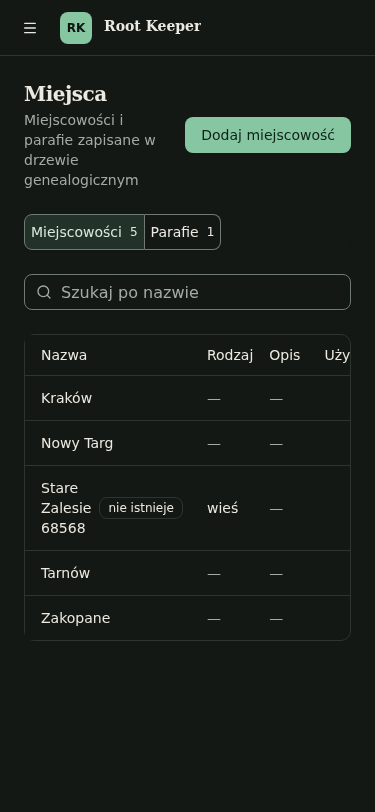 RK Root Keeper
Miejsca
Miejscowości i
parafie zapisane w
drzewie
genealogicznym
Dodaj miejscowość
Miejscowości 5 Parafie 1
Szukaj po nazwie
Nazwa Rodzaj Opis Uży
Kraków — —
Nowy Targ — —
Stare
Zalesie nie istnieje wieś —
68568
Tarnów — —
Zakopane — —